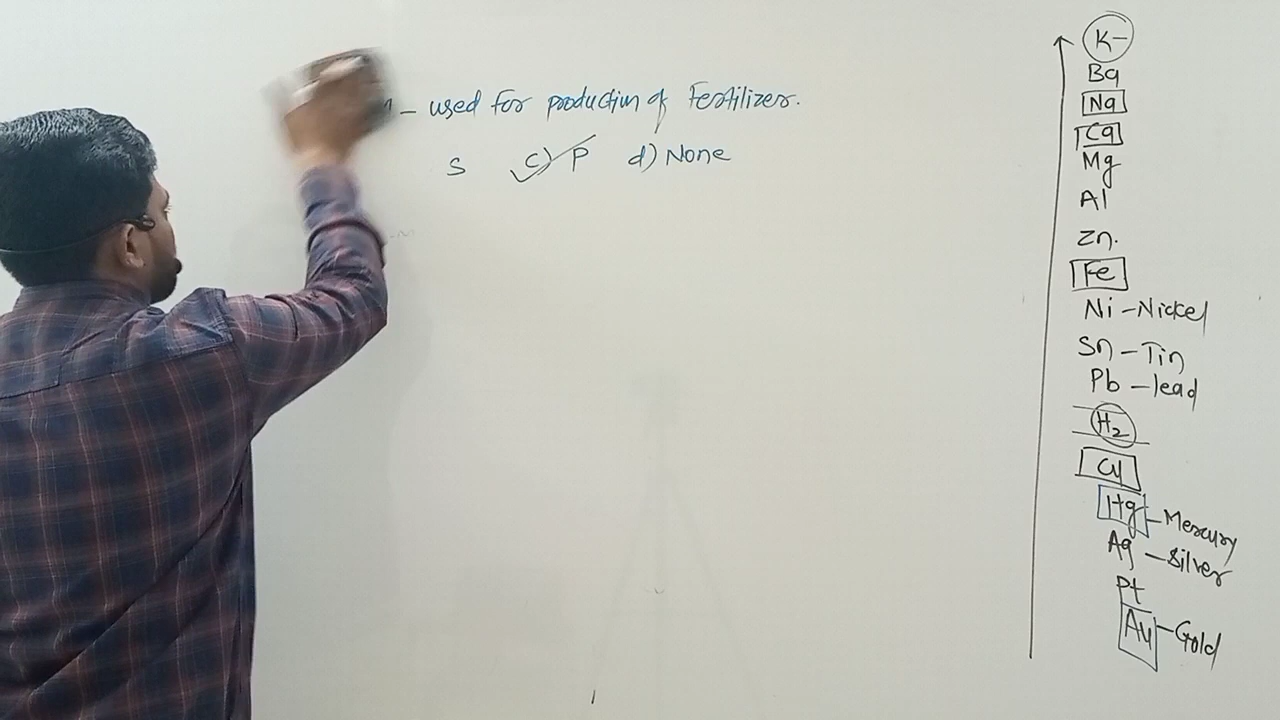 – used for production of Fertilizer.
S c) P d) None
K
Ba
Na
Ca
Mg
Al
Zn.
Fe
Ni – Nickel
Sn – Tin
Pb – lead
H2
Cu
Hg – Mercury
Ag – Silver
Pt
Au – Gold